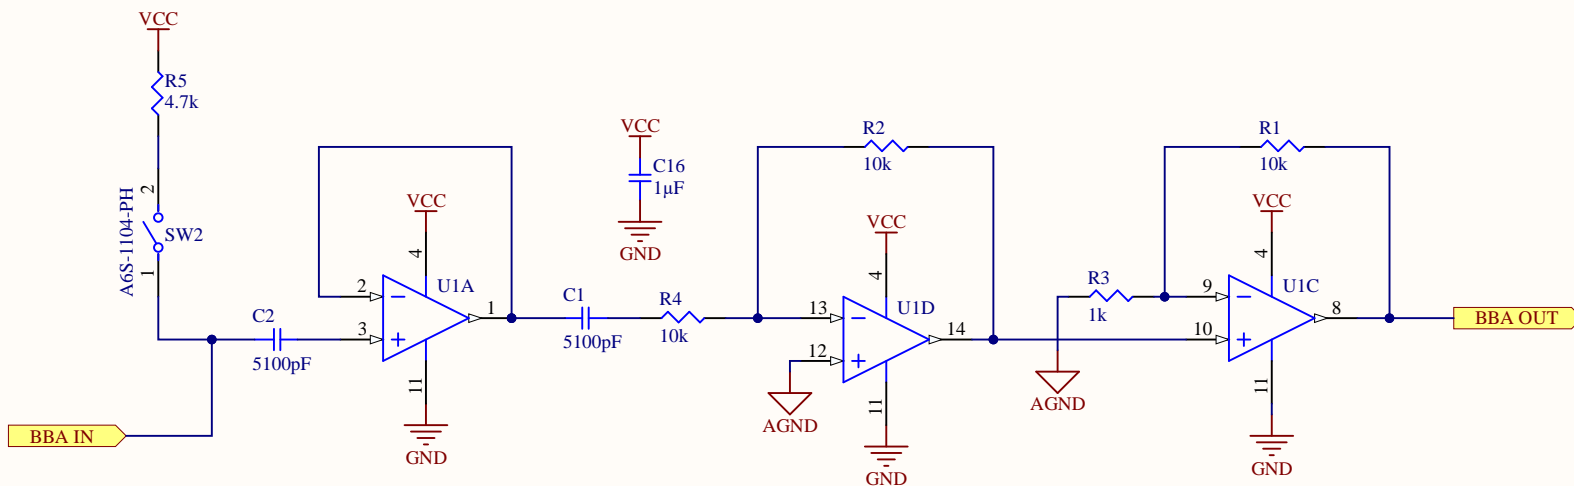 VCC
R5
4.7k
2
A6S-1104-PH
SW2
1
BBA IN
C2
5100pF
VCC
4
2
U1A
1
3
11
GND
VCC
C16
1µF
GND
C1
5100pF
R4
10k
R2
10k
VCC
4
13
U1D
14
12
AGND
11
GND
R3
1k
AGND
R1
10k
VCC
4
9
U1C
8
10
11
GND
BBA OUT